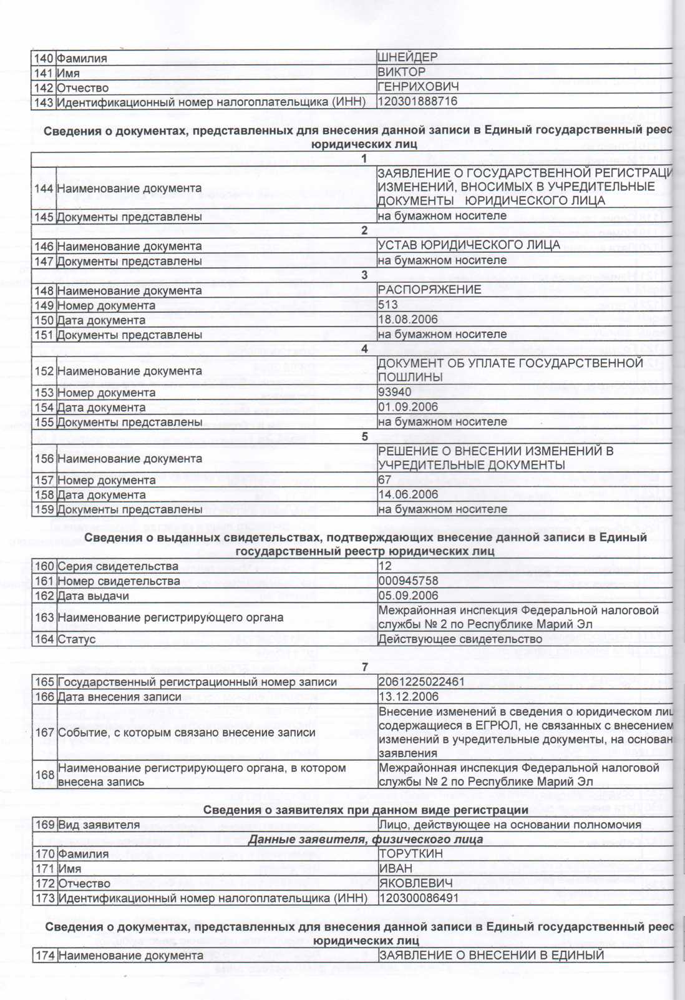 140 Фамилия ШНЕЙДЕР
141 Имя ВИКТОР
142 Отчество ГЕНРИХОВИЧ
143 Идентификационный номер налогоплательщика (ИНН) 120301888716
Сведения о документах, представленных для внесения данной записи в Единый государственный реес
юридических лиц
1
144 Наименование документа ЗАЯВЛЕНИЕ О ГОСУДАРСТВЕННОЙ РЕГИСТРАЦИ
ИЗМЕНЕНИЙ, ВНОСИМЫХ В УЧРЕДИТЕЛЬНЫЕ
ДОКУМЕНТЫ ЮРИДИЧЕСКОГО ЛИЦА
145 Документы представлены на бумажном носителе
2
146 Наименование документа УСТАВ ЮРИДИЧЕСКОГО ЛИЦА
147 Документы представлены на бумажном носителе
3
148 Наименование документа РАСПОРЯЖЕНИЕ
149 Номер документа 513
150 Дата документа 18.08.2006
151 Документы представлены на бумажном носителе
4
152 Наименование документа ДОКУМЕНТ ОБ УПЛАТЕ ГОСУДАРСТВЕННОЙ
ПОШЛИНЫ
153 Номер документа 93940
154 Дата документа 01.09.2006
155 Документы представлены на бумажном носителе
5
156 Наименование документа РЕШЕНИЕ О ВНЕСЕНИИ ИЗМЕНЕНИЙ В
УЧРЕДИТЕЛЬНЫЕ ДОКУМЕНТЫ
157 Номер документа 67
158 Дата документа 14.06.2006
159 Документы представлены на бумажном носителе
Сведения о выданных свидетельствах, подтверждающих внесение данной записи в Единый
государственный реестр юридических лиц
160 Серия свидетельства 12
161 Номер свидетельства 000945758
162 Дата выдачи 05.09.2006
163 Наименование регистрирующего органа Межрайонная инспекция Федеральной налоговой
службы № 2 по Республике Марий Эл
164 Статус Действующее свидетельство
7
165 Государственный регистрационный номер записи 2061225022461
166 Дата внесения записи 13.12.2006
167 Событие, с которым связано внесение записи Внесение изменений в сведения о юридическом лиц
содержащиеся в ЕГРЮЛ, не связанных с внесением
изменений в учредительные документы, на основан
заявления
168 Наименование регистрирующего органа, в котором
внесена запись Межрайонная инспекция Федеральной налоговой
службы № 2 по Республике Марий Эл
Сведения о заявителях при данном виде регистрации
169 Вид заявителя Лицо, действующее на основании полномочия
Данные заявителя, физического лица
170 Фамилия ТОРУТКИН
171 Имя ИВАН
172 Отчество ЯКОВЛЕВИЧ
173 Идентификационный номер налогоплательщика (ИНН) 120300086491
Сведения о документах, представленных для внесения данной записи в Единый государственный реес
юридических лиц
174 Наименование документа ЗАЯВЛЕНИЕ О ВНЕСЕНИИ В ЕДИНЫЙ